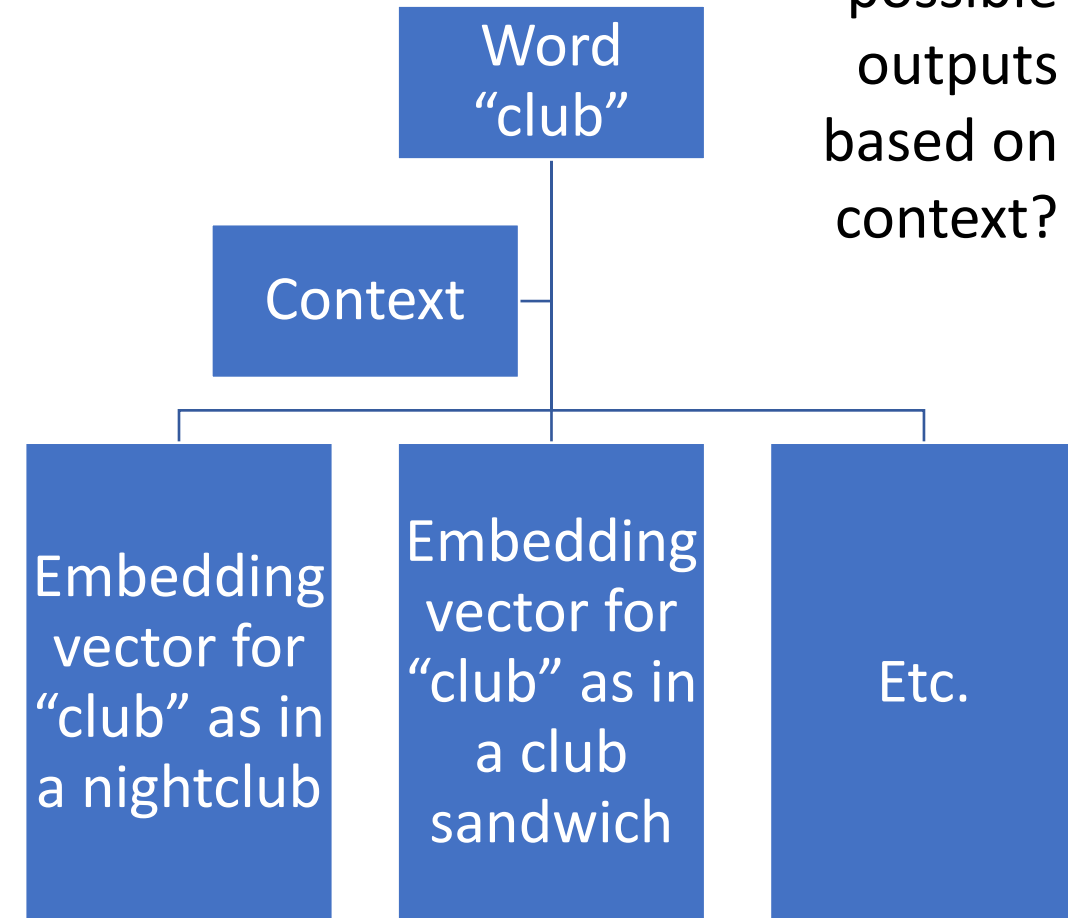 Word
“club”
possible
outputs
based on
context?
Context
Embedding
vector for
“club” as in
a nightclub
Embedding
vector for
“club” as in
a club
sandwich
Etc.